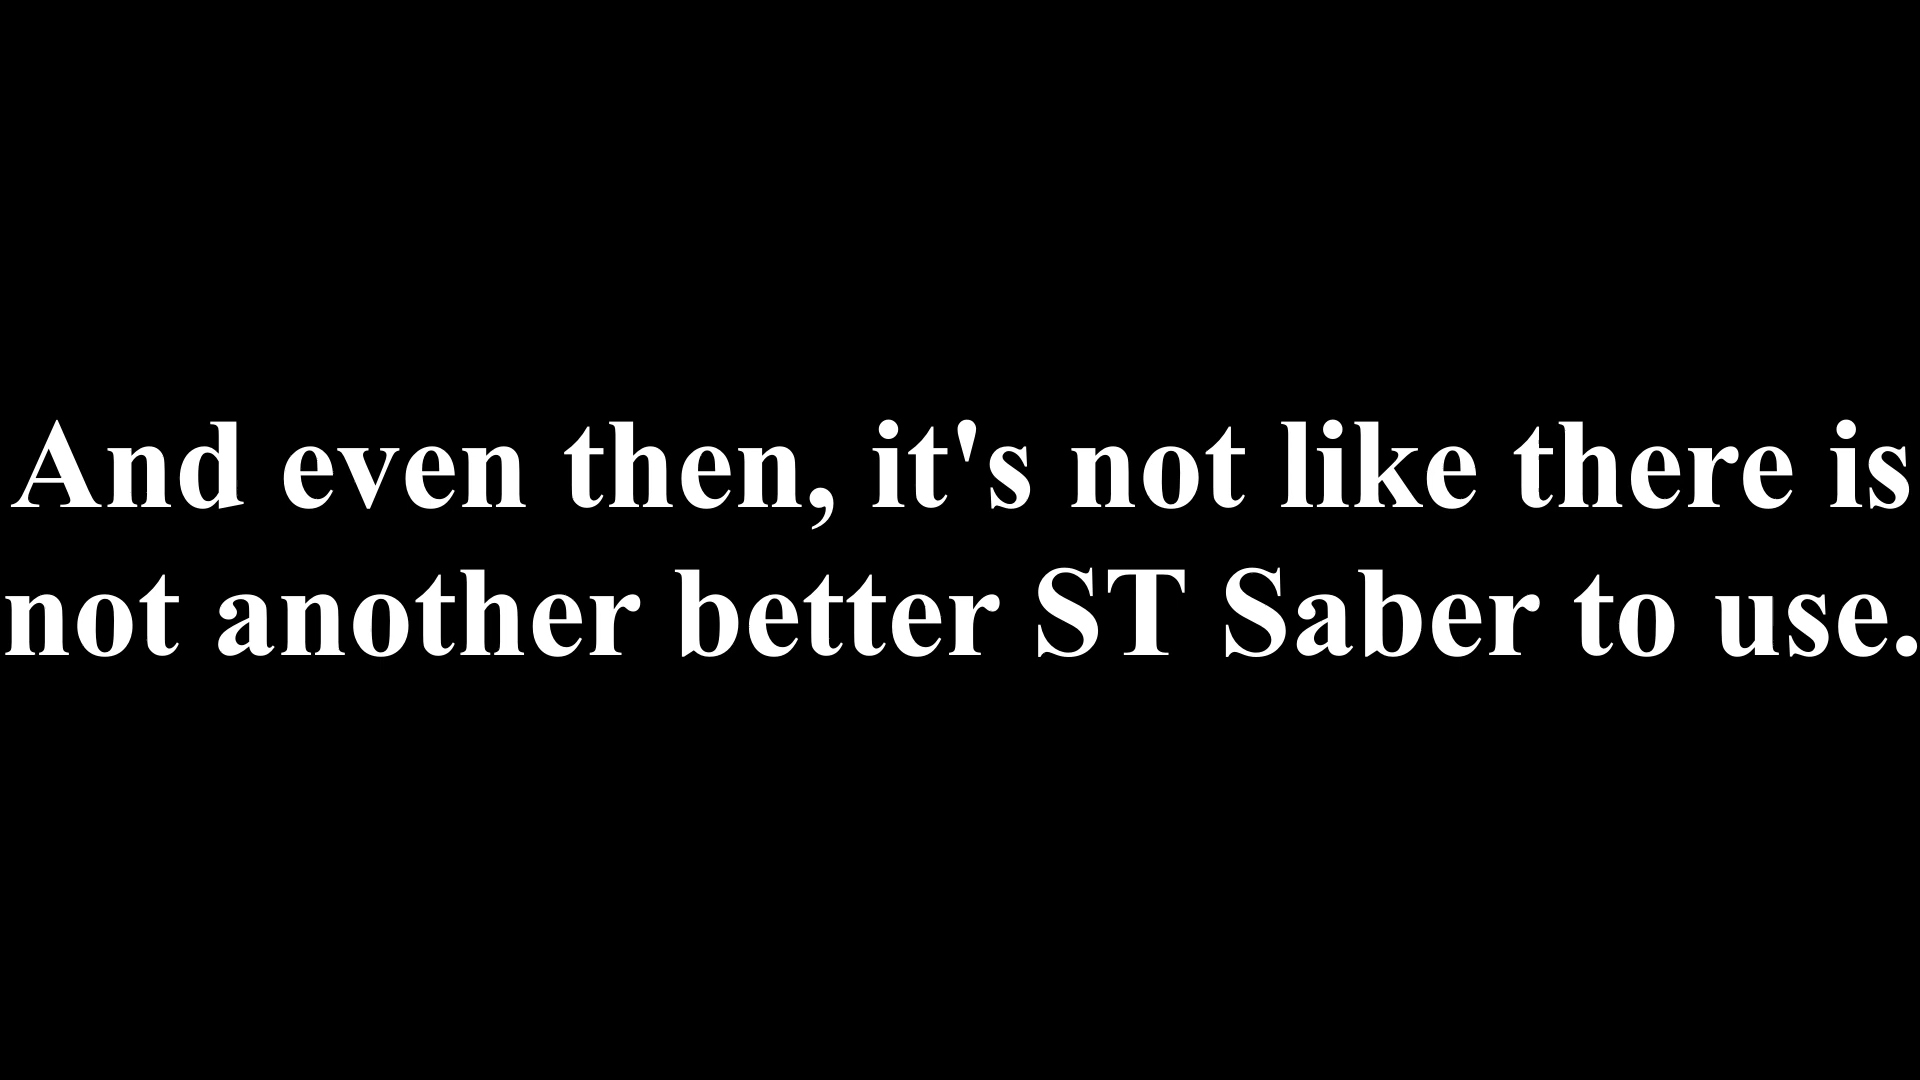 And even then, it's not like there is
not another better ST Saber to use.